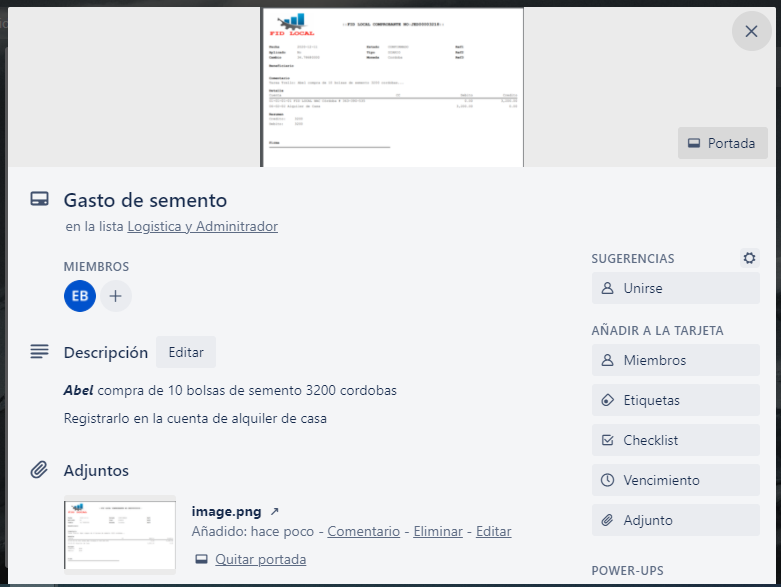 FID LOCAL
Portada
Gasto de semento
en la lista Logistica y Adminitrador
MIEMBROS
EB
Descripción
Editar
Abel compra de 10 bolsas de semento 3200 cordobas
Registrarlo en la cuenta de alquiler de casa
Adjuntos
image.png ↗
Añadido: hace poco - Comentario - Eliminar - Editar
Quitar portada
SUGERENCIAS
Unirse
AÑADIR A LA TARJETA
Miembros
Etiquetas
Checklist
Vencimiento
Adjunto
POWER-UPS